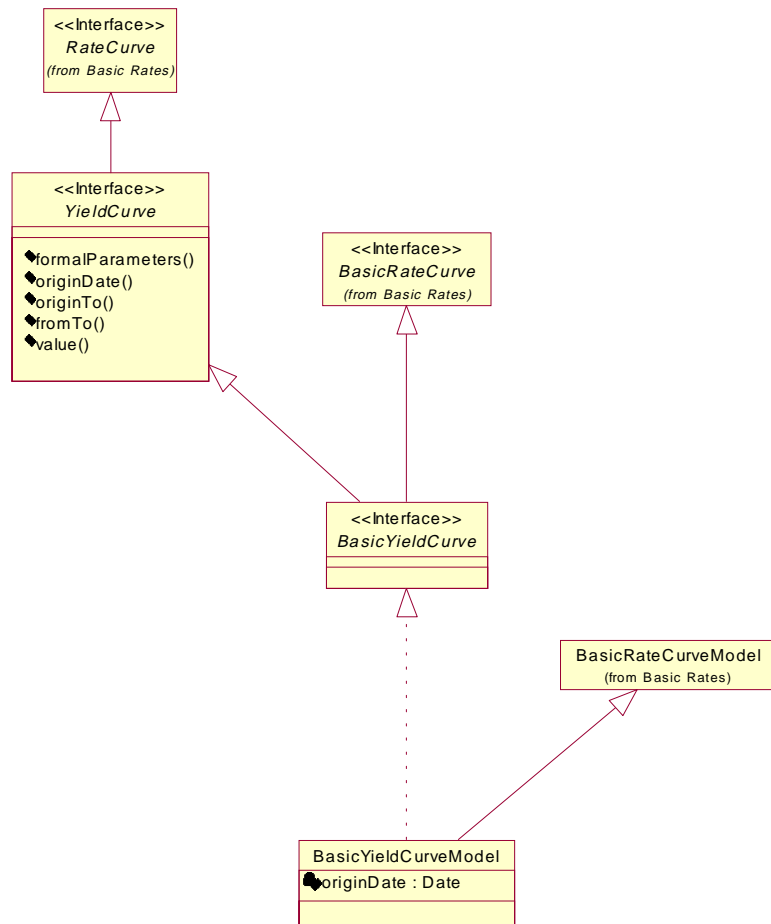 <<Interface>>
RateCurve
(from Basic Rates)
<<Interface>>
YieldCurve
formalParameters()
originDate()
originTo()
fromTo()
value()
<<Interface>>
BasicRateCurve
(from Basic Rates)
<<Interface>>
BasicYieldCurve
BasicRateCurveModel
(from Basic Rates)
BasicYieldCurveModel
originDate : Date